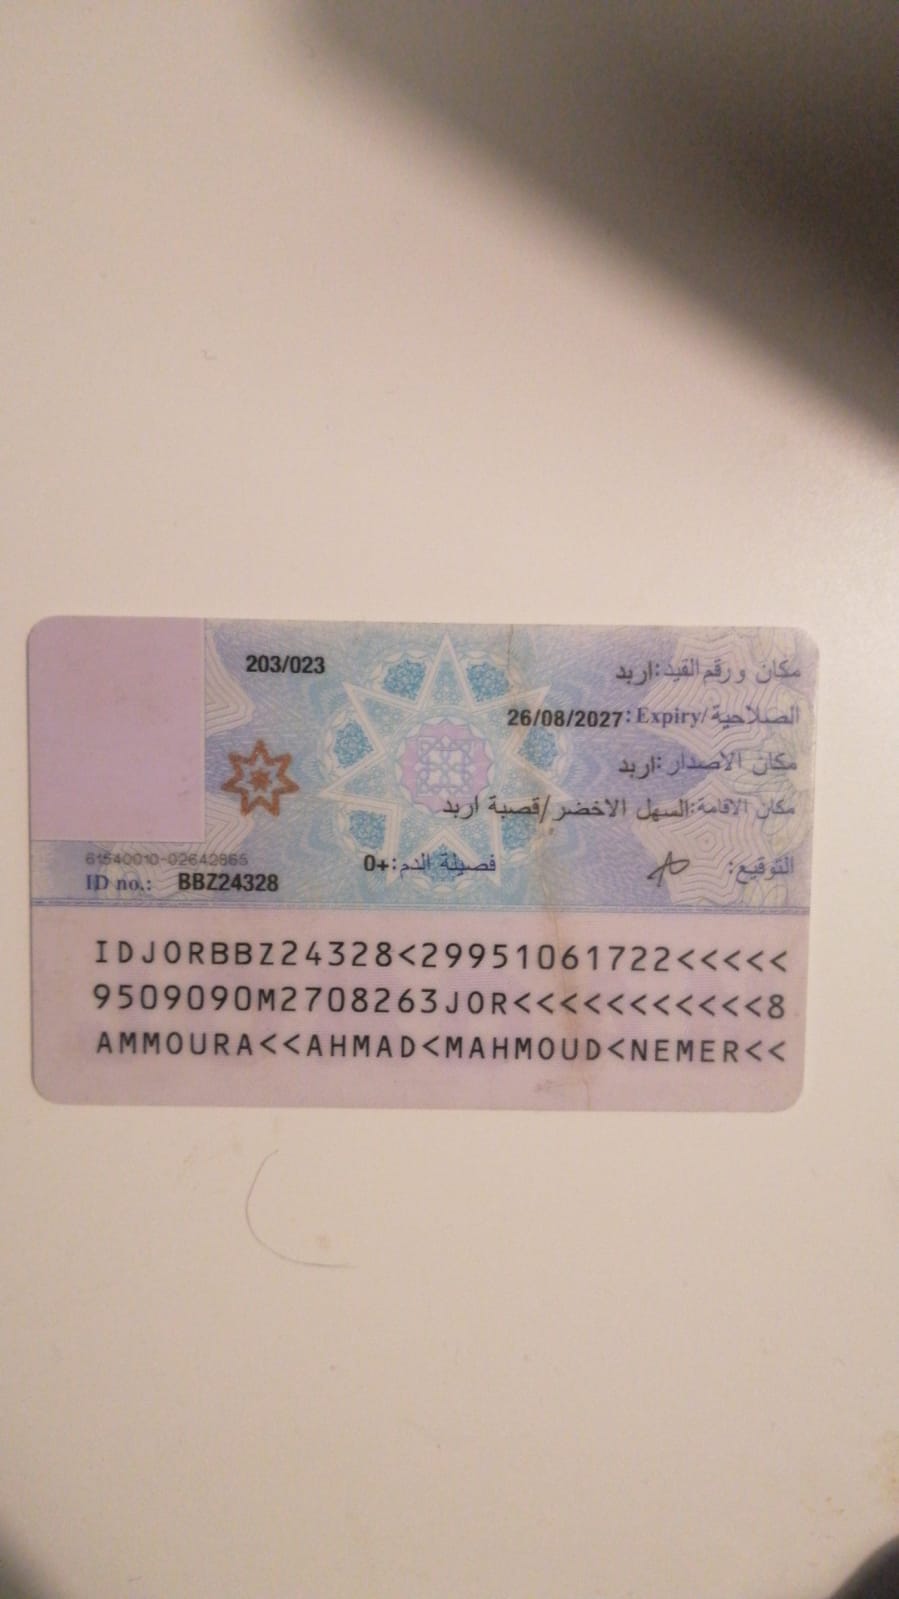 مكان ورقم القيد:اربد 203/023
الصلاحية/Expiry:26/08/2027
مكان الاصدار:اربد
مكان الاقامة:السهل الاخضر/قصبة اربد
التوقيع:
فصيلة الدم:+O
61540010-02642865
ID no.: BBZ24328
IDJORBBZ24328<29951061722<<<<<
9509090M2708263JOR<<<<<<<<<<<8
AMMOURA<<AHMAD<MAHMOUD<NEMER<<